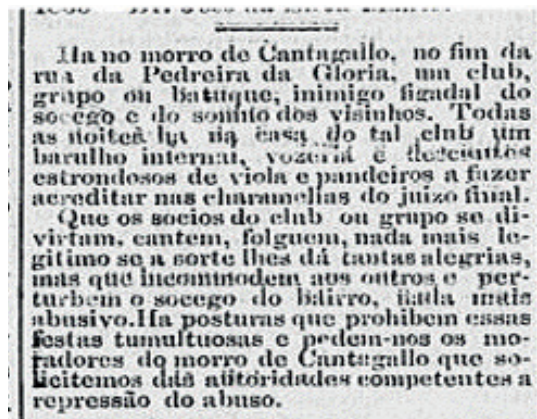 Ha no morro de Cantagallo, no fim da
rua da Pedreira da Gloria, um club,
grupo ou batuque, inimigo figadal do
socego e do somno dos visinhos. Todas
as noites ha na casa do tal club um
barulho infernal, vozeria e
estrondosos de viola e pandeiros a fazer
acreditar nas charamellas do juizo final.
Que os socios do club ou grupo se di-
virtam, cantem, folguem, nada mais le-
gitimo se a sorte lhes dá tantas alegrias,
mas que incommodem aos outros e per-
turbem o socego do bairro, nada mais
abusivo. Ha posturas que prohibem essas
festas tumultuosas e pedem-nos os mo-
radores do morro de Cantagallo que so-
licitemos das autoridades competentes a
repressão do abuso.